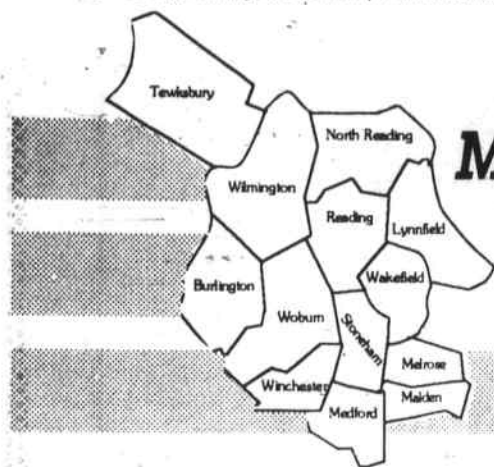 Tewksbury
North Reading
M
Wilmington
Reading
Lynnfield
Burlington
Wakefield
Woburn
Stoneham
Melrose
Winchester
Malden
Medford